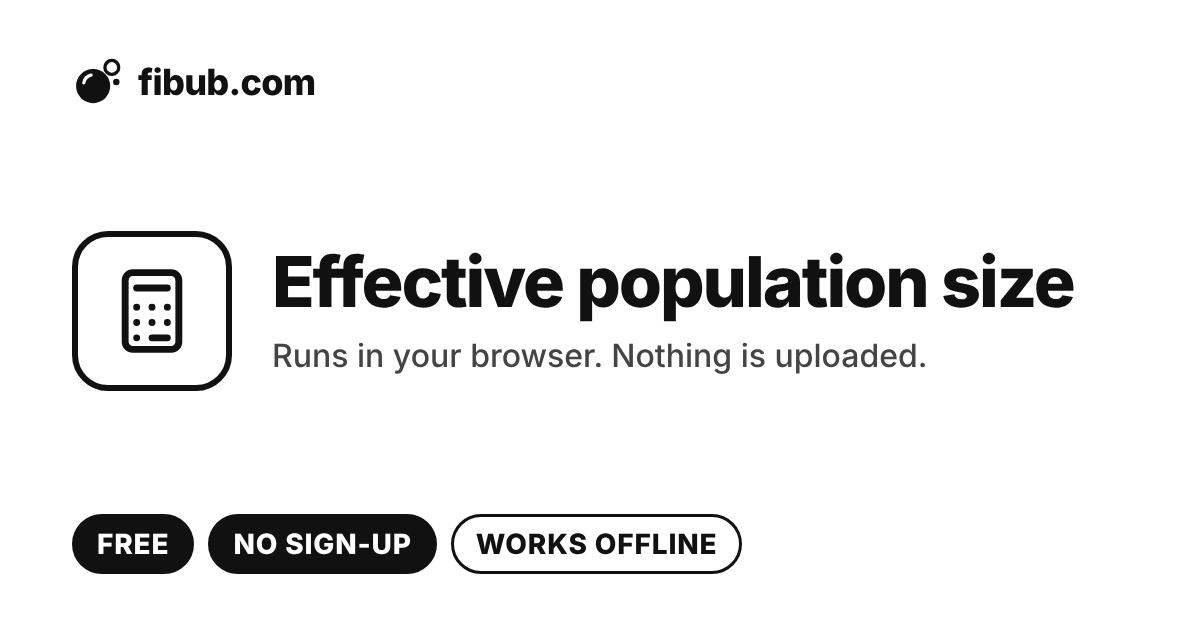 fibub.com
Effective population size
Runs in your browser. Nothing is uploaded.
FREE
NO SIGN-UP
WORKS OFFLINE